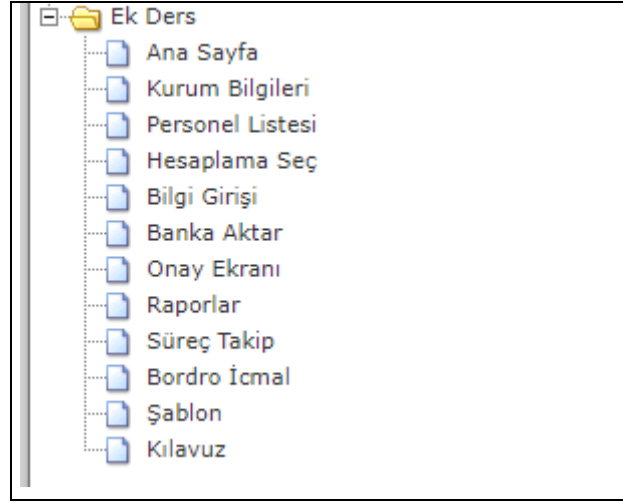 Ek Ders
Ana Sayfa
Kurum Bilgileri
Personel Listesi
Hesaplama Seç
Bilgi Girişi
Banka Aktar
Onay Ekranı
Raporlar
Süreç Takip
Bordro İcmal
Şablon
Kılavuz